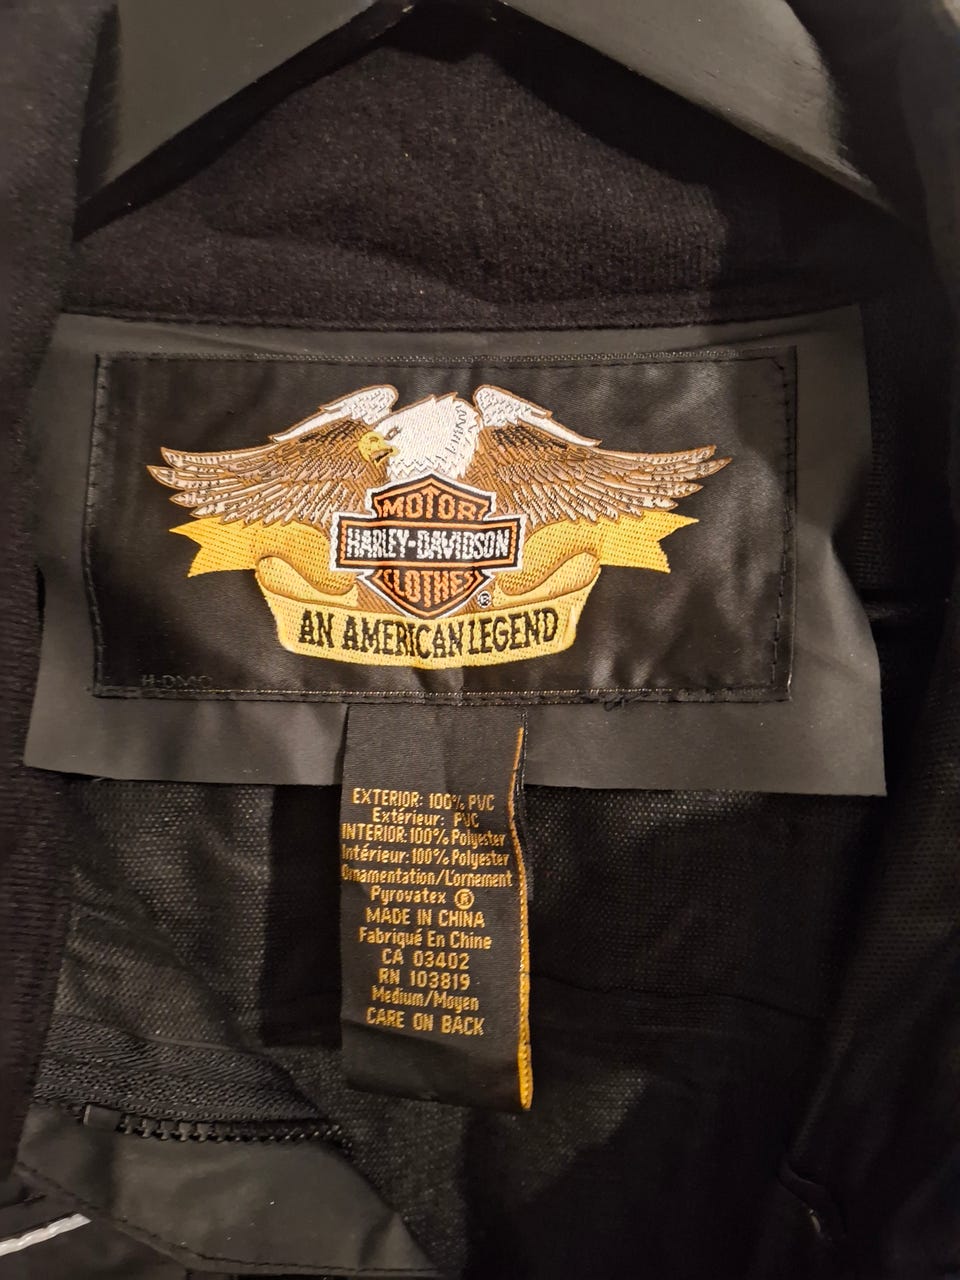 MOTOR
HARLEY-DAVIDSON
CLOTHES
®
AN AMERICAN LEGEND
H-DMC
EXTERIOR: 100% PVC
Extérieur: PVC
INTERIOR: 100% Polyester
Intérieur: 100% Polyester
Ornamentation/L'ornement
Pyrovatex ®
MADE IN CHINA
Fabriqué En Chine
CA 03402
RN 103819
Medium/Moyen
CARE ON BACK